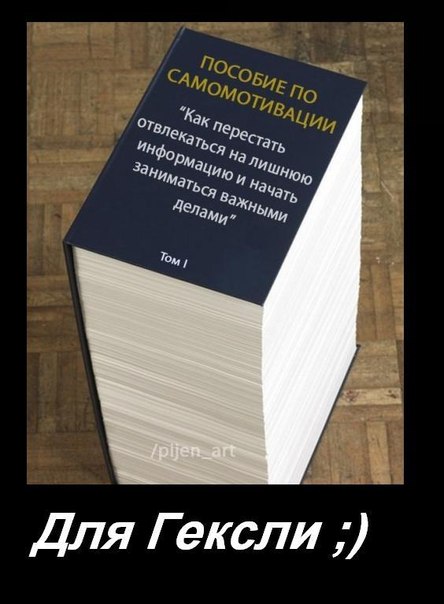 ПОСОБИЕ ПО
САМОМОТИВАЦИИ
"Как перестать
отвлекаться на лишнюю
информацию и начать
заниматься важными
делами"
Том I
/pljen_art
Для Гексли ;)